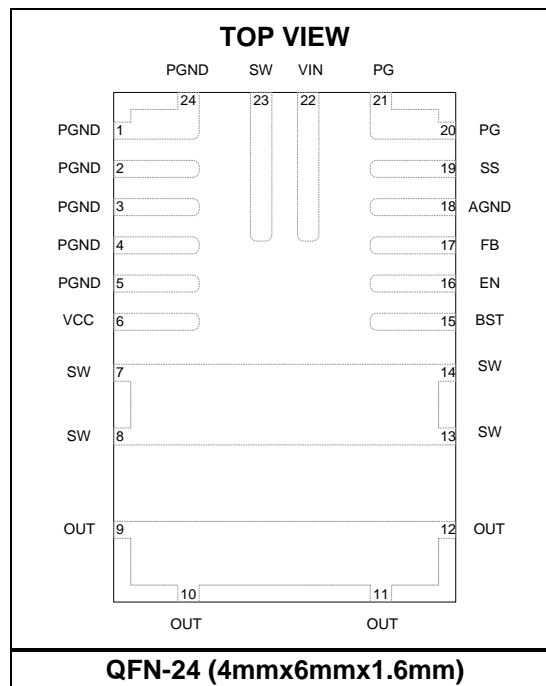 TOP VIEW
PGND SW VIN PG
24 23 22 21
PGND 1 20 PG
PGND 2 19 SS
PGND 3 18 AGND
PGND 4 17 FB
PGND 5 16 EN
VCC 6 15 BST
SW 7 14 SW
SW 8 13 SW
OUT 9 12 OUT
10 11
OUT OUT
QFN-24 (4mmx6mmx1.6mm)